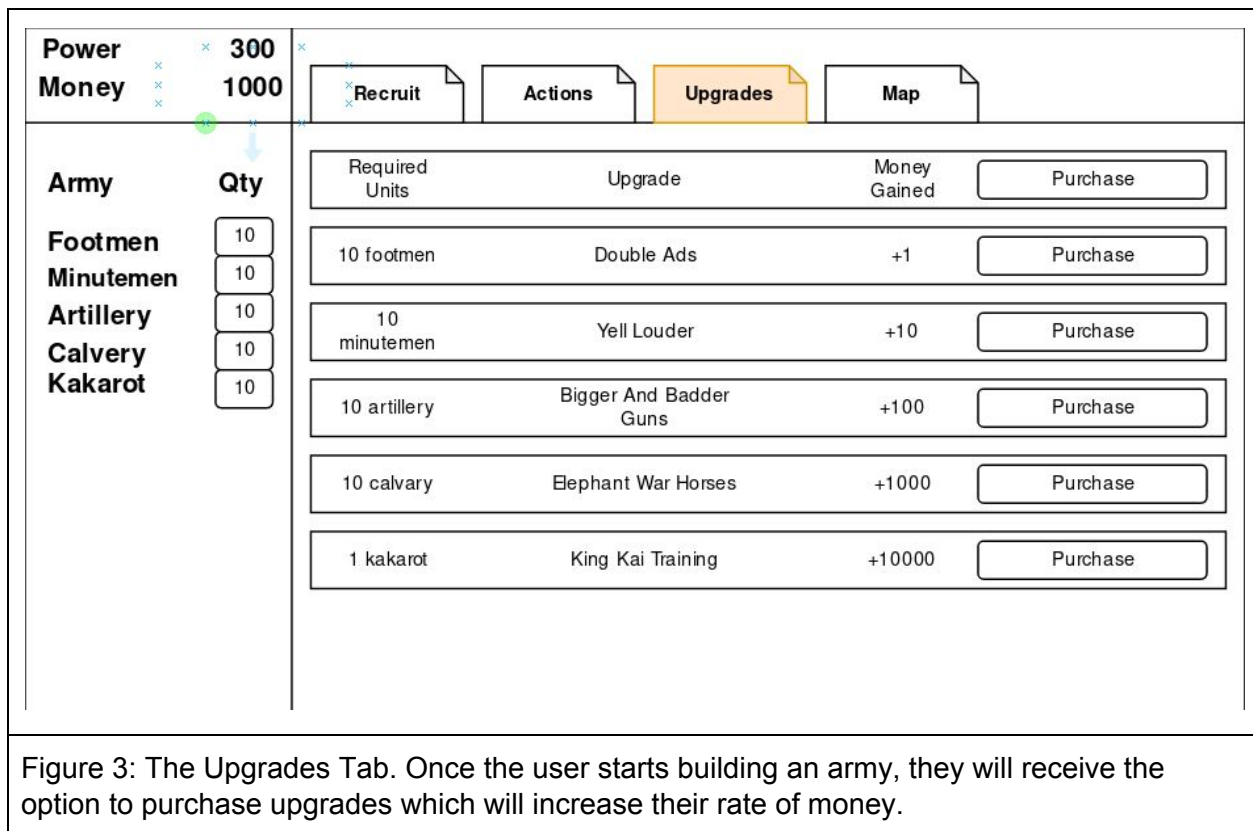 Power 300
Money 1000
Recruit Actions Upgrades Map
Army Qty
Footmen 10
Minutemen 10
Artillery 10
Calvery 10
Kakarot 10
Required
Units
Upgrade
Money
Gained
Purchase
10 footmen Double Ads +1 Purchase
10
minutemen
Yell Louder +10 Purchase
10 artillery
Bigger And Badder
Guns
+100 Purchase
10 calvary Elephant War Horses +1000 Purchase
1 kakarot King Kai Training +10000 Purchase
Figure 3: The Upgrades Tab. Once the user starts building an army, they will receive the
option to purchase upgrades which will increase their rate of money.